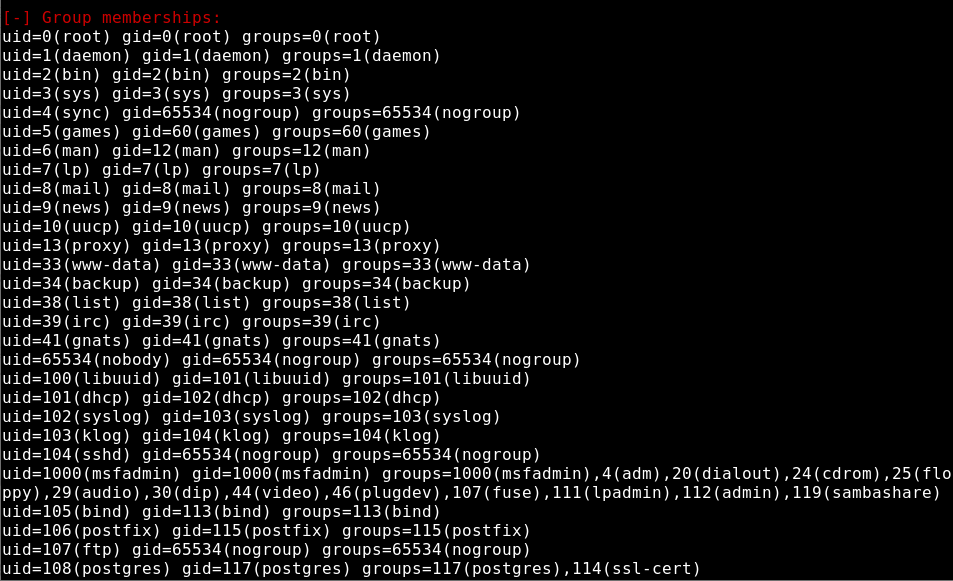 [-] Group memberships:
uid=0(root) gid=0(root) groups=0(root)
uid=1(daemon) gid=1(daemon) groups=1(daemon)
uid=2(bin) gid=2(bin) groups=2(bin)
uid=3(sys) gid=3(sys) groups=3(sys)
uid=4(sync) gid=65534(nogroup) groups=65534(nogroup)
uid=5(games) gid=60(games) groups=60(games)
uid=6(man) gid=12(man) groups=12(man)
uid=7(lp) gid=7(lp) groups=7(lp)
uid=8(mail) gid=8(mail) groups=8(mail)
uid=9(news) gid=9(news) groups=9(news)
uid=10(uucp) gid=10(uucp) groups=10(uucp)
uid=13(proxy) gid=13(proxy) groups=13(proxy)
uid=33(www-data) gid=33(www-data) groups=33(www-data)
uid=34(backup) gid=34(backup) groups=34(backup)
uid=38(list) gid=38(list) groups=38(list)
uid=39(irc) gid=39(irc) groups=39(irc)
uid=41(gnats) gid=41(gnats) groups=41(gnats)
uid=65534(nobody) gid=65534(nogroup) groups=65534(nogroup)
uid=100(libuuid) gid=101(libuuid) groups=101(libuuid)
uid=101(dhcp) gid=102(dhcp) groups=102(dhcp)
uid=102(syslog) gid=103(syslog) groups=103(syslog)
uid=103(klog) gid=104(klog) groups=104(klog)
uid=104(sshd) gid=65534(nogroup) groups=65534(nogroup)
uid=1000(msfadmin) gid=1000(msfadmin) groups=1000(msfadmin),4(adm),20(dialout),24(cdrom),25(flo
ppy),29(audio),30(dip),44(video),46(plugdev),107(fuse),111(lpadmin),112(admin),119(sambashare)
uid=105(bind) gid=113(bind) groups=113(bind)
uid=106(postfix) gid=115(postfix) groups=115(postfix)
uid=107(ftp) gid=65534(nogroup) groups=65534(nogroup)
uid=108(postgres) gid=117(postgres) groups=117(postgres),114(ssl-cert)